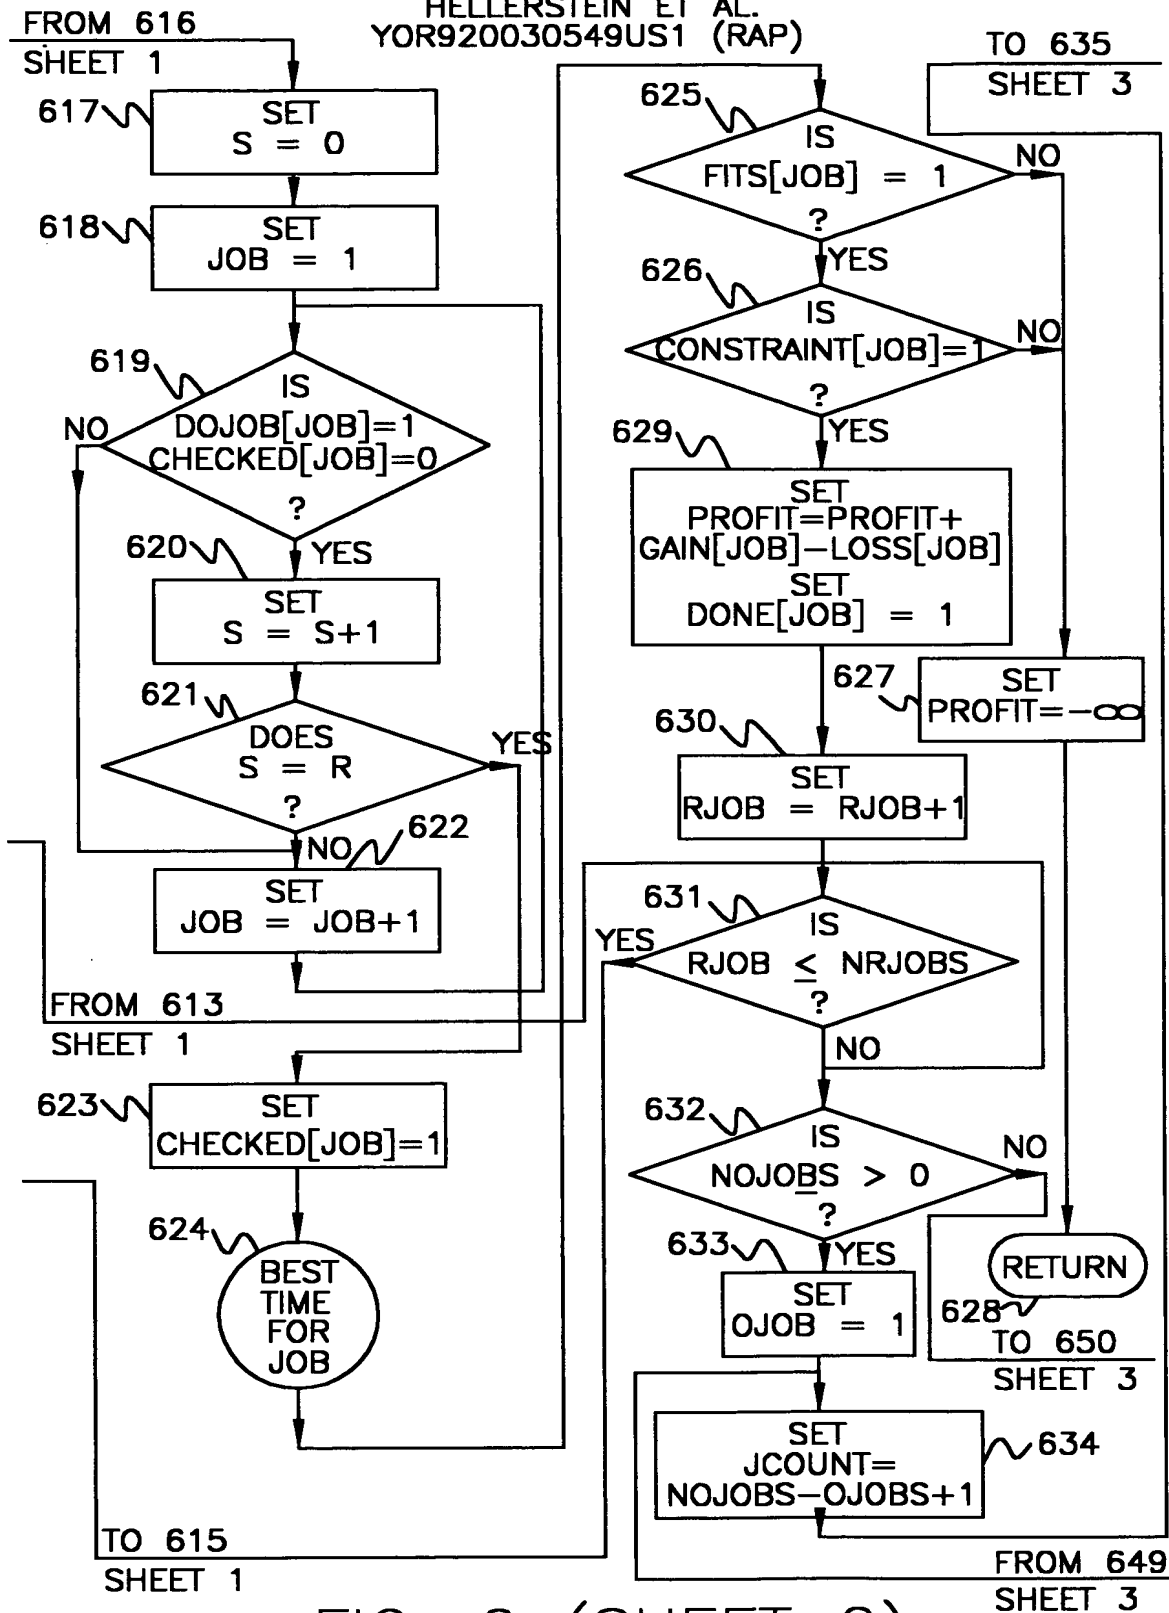 HELLERSTEIN ET AL.
YOR920030549US1 (RAP)
FROM 616
SHEET 1
617
SET
S = 0
618
SET
JOB = 1
619
IS
DOJOB[JOB]=1
CHECKED[JOB]=0
?
NO
YES
620
SET
S = S+1
621
DOES
S = R
?
YES
NO
622
SET
JOB = JOB+1
FROM 613
SHEET 1
623
SET
CHECKED[JOB]=1
624
BEST
TIME
FOR
JOB
TO 615
SHEET 1
TO 635
SHEET 3
625
IS
FITS[JOB] = 1
?
NO
YES
626
IS
CONSTRAINT[JOB]=1
?
NO
YES
629
SET
PROFIT=PROFIT+
GAIN[JOB]-LOSS[JOB]
SET
DONE[JOB] = 1
627
SET
PROFIT=-∞
630
SET
RJOB = RJOB+1
631
IS
RJOB ≤ NRJOBS
?
YES
NO
632
IS
NOJOBS > 0
?
NO
YES
633
SET
OJOB = 1
RETURN
628
TO 650
SHEET 3
SET
JCOUNT=
NOJOBS-OJOBS+1
634
FROM 649
SHEET 3